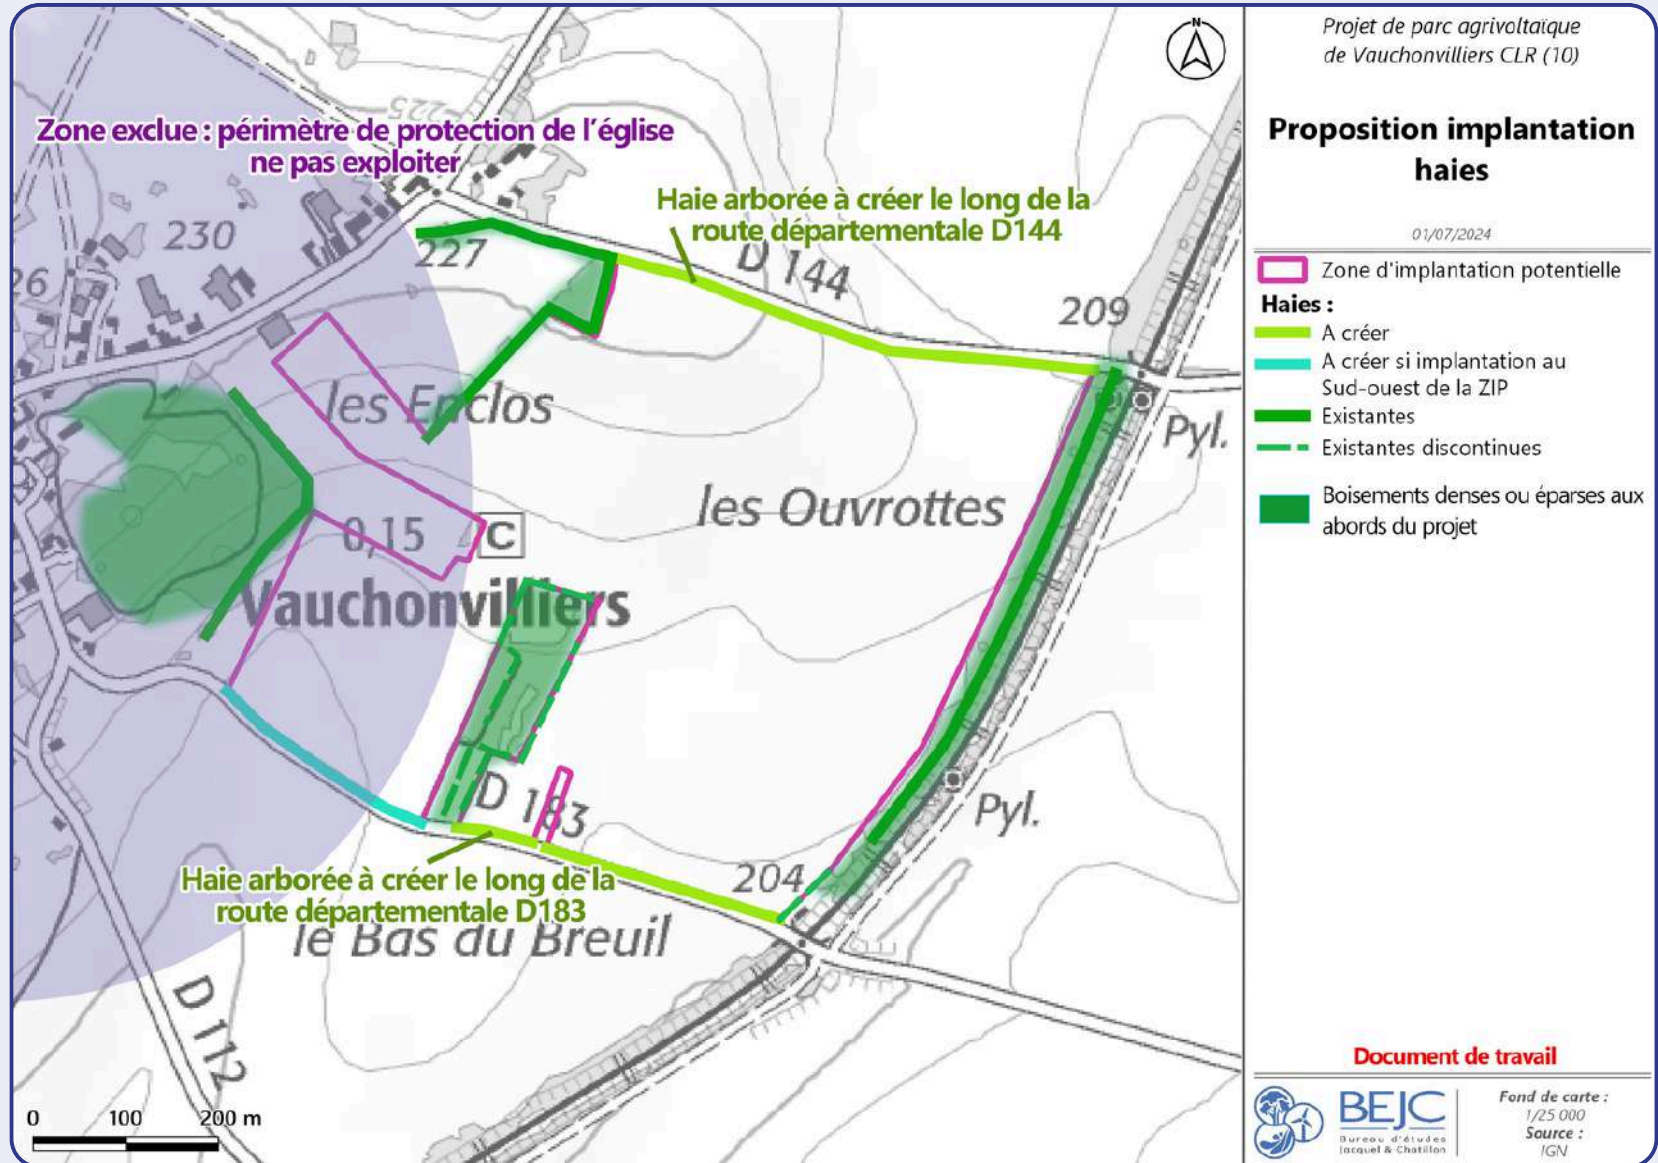 N
Zone exclue : périmètre de protection de l'église
ne pas exploiter
225
230
26
227
Haie arborée à créer le long de la
route départementale D144
D 144
209
les Enclos
les Ouvrottes
Pyl.
0,15
C
Vauchonvilliers
D 183
Pyl.
204
Haie arborée à créer le long de la
route départementale D183
le Bas du Breuil
D 112
0 100 200 m
Projet de parc agrivoltaïque
de Vauchonvilliers CLR (10)
Proposition implantation
haies
01/07/2024
Zone d'implantation potentielle
Haies :
A créer
A créer si implantation au
Sud-ouest de la ZIP
Existantes
Existantes discontinues
Boisements denses ou éparses aux
abords du projet
Document de travail
BEJC
Bureau d'études
Jacquel & Chatillon
Fond de carte :
1/25 000
Source :
IGN